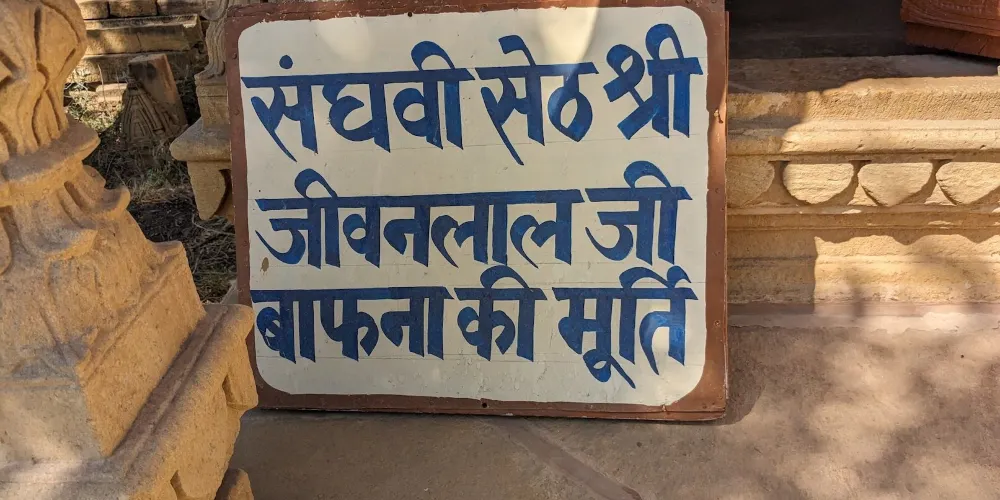 संघवी सेठ श्री
जीवनलाल जी
बाफना की मूर्ति